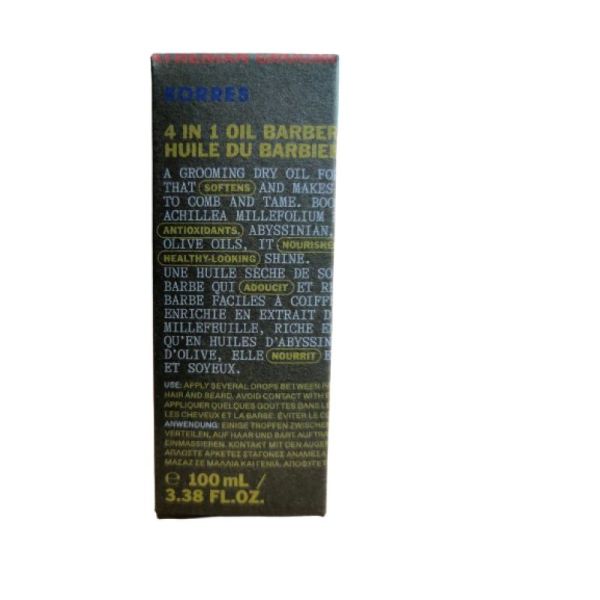 KORRES
4 IN 1 OIL BARBER
HUILE DU BARBIE
A GROOMING DRY OIL FO
THAT SOFTENS AND MAKES
TO COMB AND TAME. BOO
ACHILLEA MILLEFOLIUM
ANTIOXIDANTS, ABYSSINIAN,
OLIVE OILS, IT NOURISHE
HEALTHY-LOOKING SHINE.
UNE HUILE SÈCHE DE SO
BARBE QUI ADOUCIT ET RE
BARBE FACILES À COIFF
ENRICHIE EN EXTRAIT D
MILLEFEUILLE, RICHE E
QU'EN HUILES D'ABYSSIN
D'OLIVE, ELLE NOURRIT E
ET SOYEUX.
USE: APPLY SEVERAL DROPS BETWEEN PA
HAIR AND BEARD. AVOID CONTACT WITH E
APPLIQUER QUELQUES GOUTTES DANS L
LES CHEVEUX ET LA BARBE. ÉVITER LE C
ANWENDUNG: EINIGE TROPFEN ZWISCHE
VERTEILEN, AUF HAAR UND BART AUFTRA
EINMASSIEREN. KONTAKT MIT DEN AUGE
ΑΠΛΩΣΤΕ ΑΡΚΕΤΕΣ ΣΤΑΓΟΝΕΣ ΑΝΑΜΕΣΑ
ΜΑΣΑΖ ΣΕ ΜΑΛΛΙΑ ΚΑΙ ΓΕΝΙΑ. ΑΠΟΦΥΓΕΤ
e 100 mL /
3.38 FL.OZ.